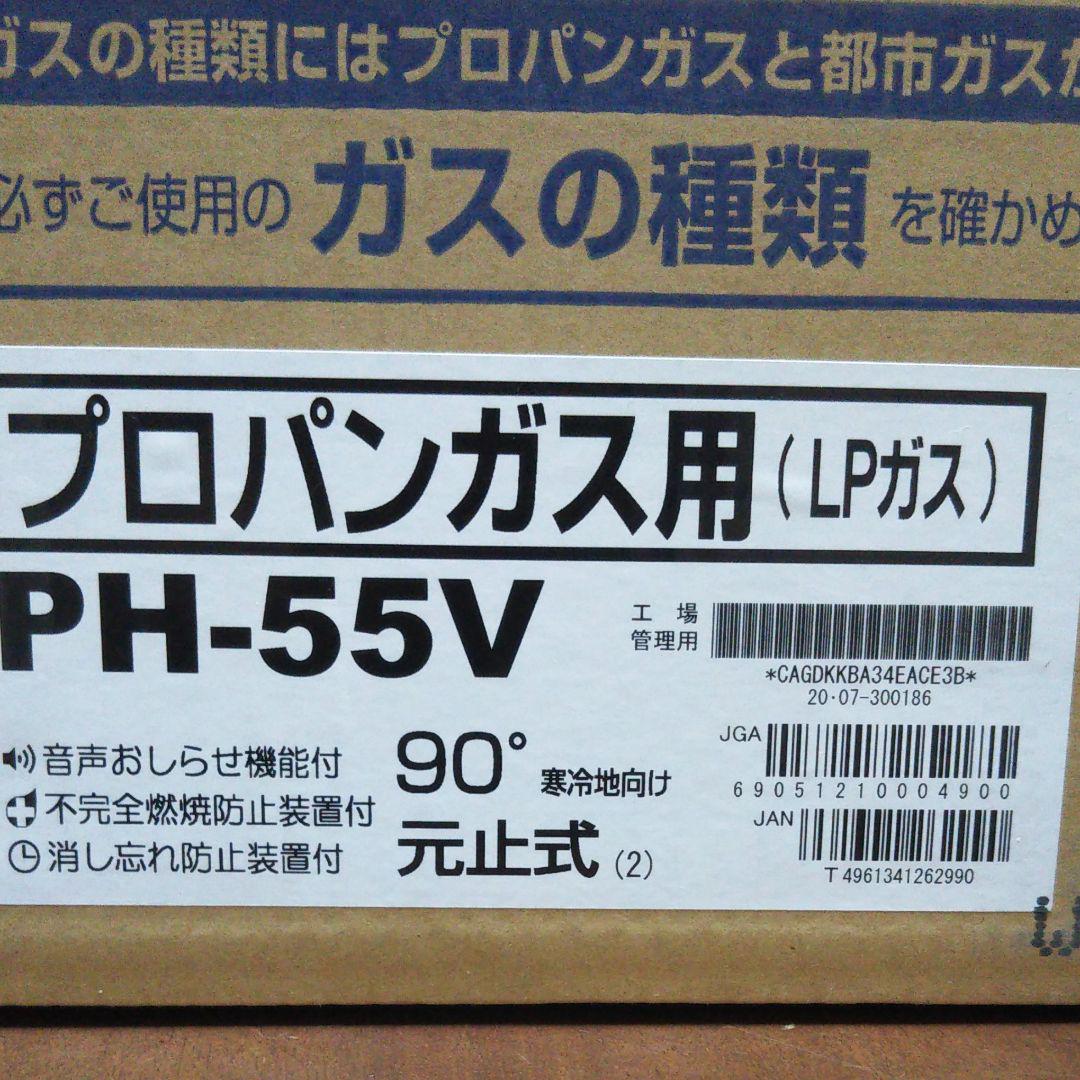 ガスの種類にはプロパンガスと都市ガスが
必ずご使用のガスの種類を確かめ
プロパンガス用(LPガス)
PH-55V
工場管理用
*CAGDKKBA34EACE3B*
20・07-300186
音声おしらせ機能付
不完全燃焼防止装置付
消し忘れ防止装置付
90°寒冷地向け
元止式(2)
JGA
69051210004900
JAN
T 4961341262990